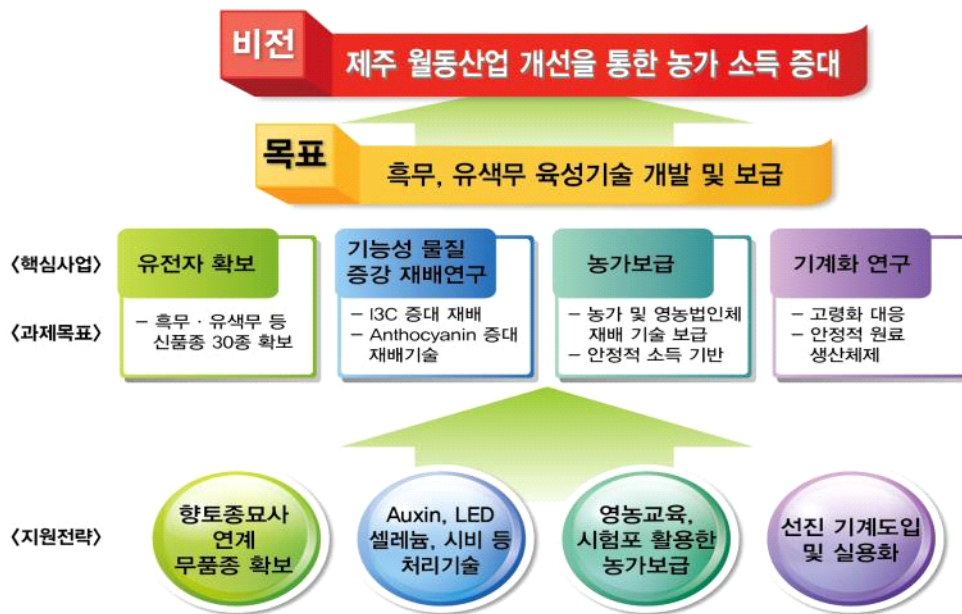 비전
제주 월동산업 개선을 통한 농가 소득 증대
목표
흑무, 유색무 육성기술 개발 및 보급
〈핵심사업〉
유전자 확보
기능성 물질
증강 재배연구
농가보급
기계화 연구
〈과제목표〉
- 흑무 · 유색무 등
신품종 30종 확보
- I3C 증대 재배
- Anthocyanin 증대
재배기술
- 농가 및 영농법인체
재배 기술 보급
- 안정적 소득 기반
- 고령화 대응
- 안정적 원료
생산체제
〈지원전략〉
향토종묘사
연계
무품종 확보
Auxin, LED
셀레늄, 시비 등
처리기술
영농교육,
시험포 활용한
농가보급
선진 기계도입
및 실용화